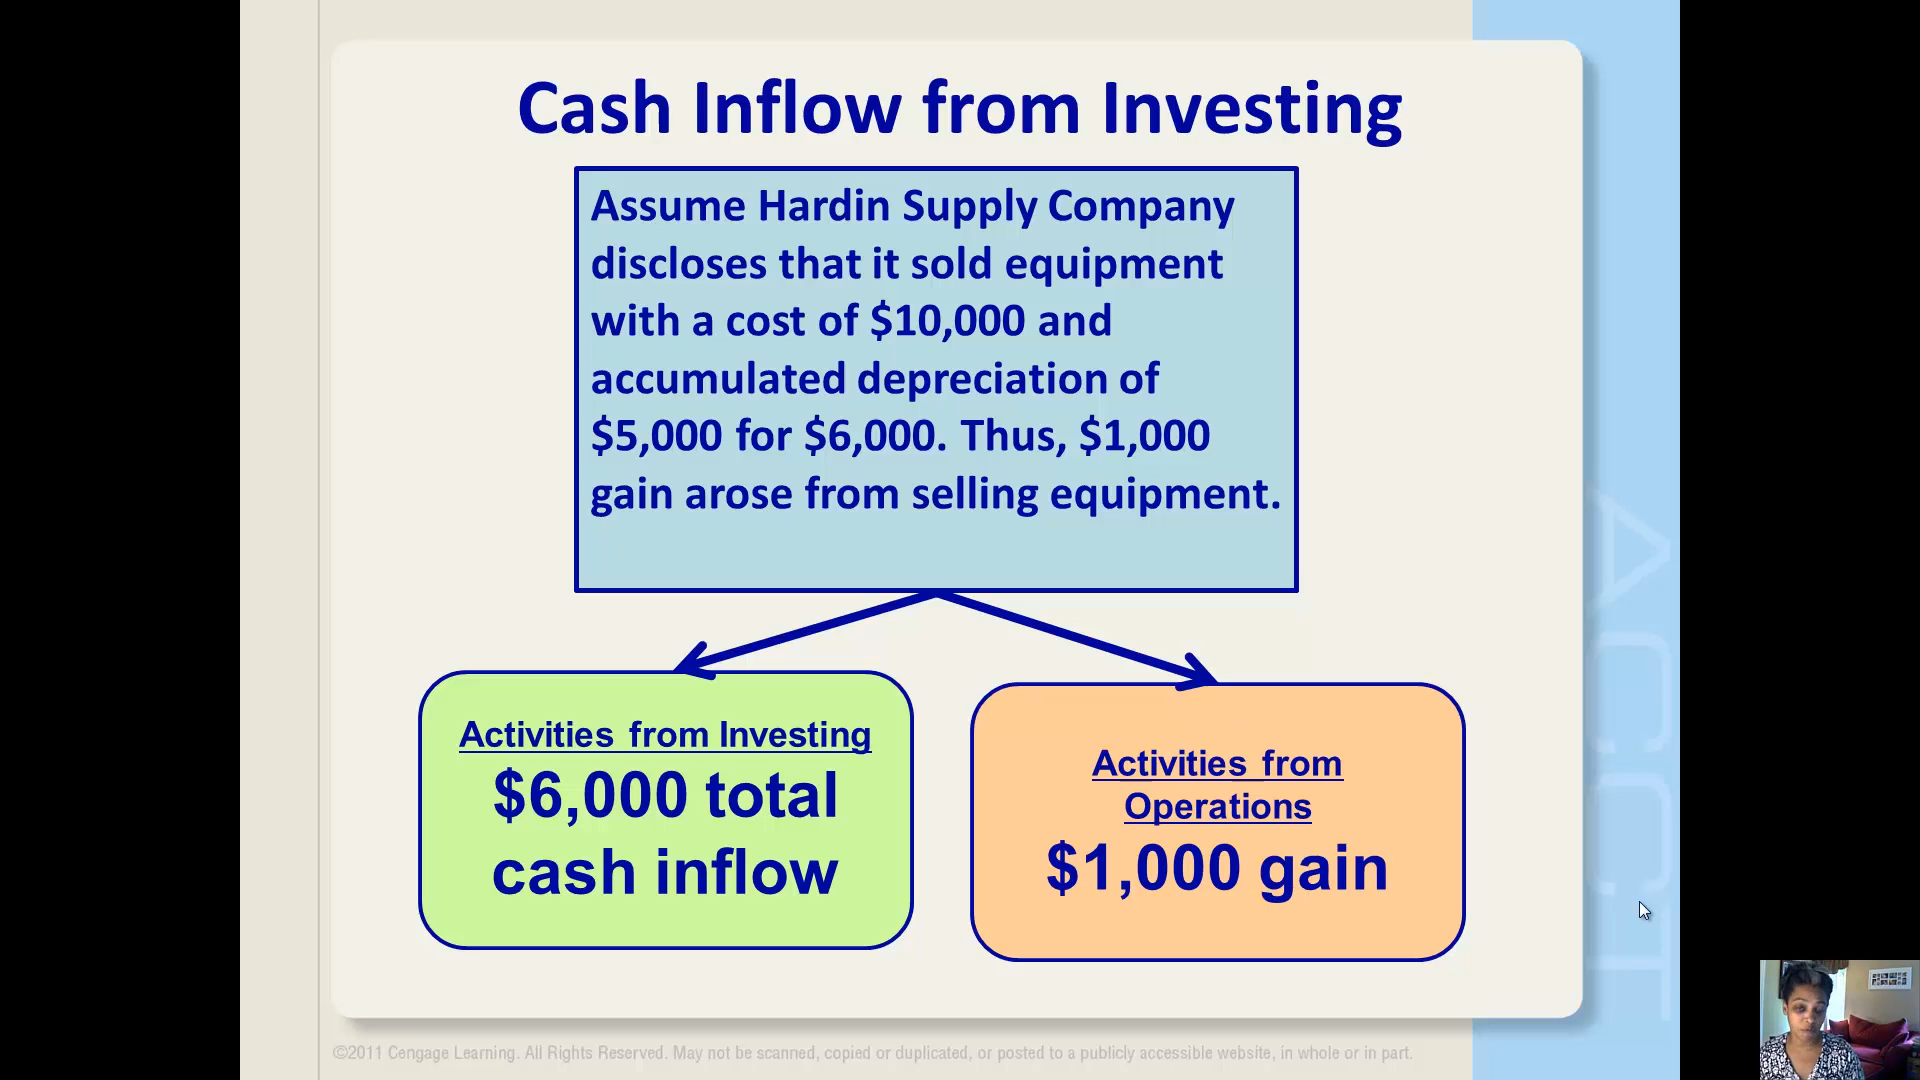 Cash Inflow from Investing
Assume Hardin Supply Company
discloses that it sold equipment
with a cost of $10,000 and
accumulated depreciation of
$5,000 for $6,000. Thus, $1,000
gain arose from selling equipment.
Activities from Investing
$6,000 total
cash inflow
Activities from
Operations
$1,000 gain
ACCT
©2011 Cengage Learning. All Rights Reserved. May not be scanned, copied or duplicated, or posted to a publicly accessible website, in whole or in part.